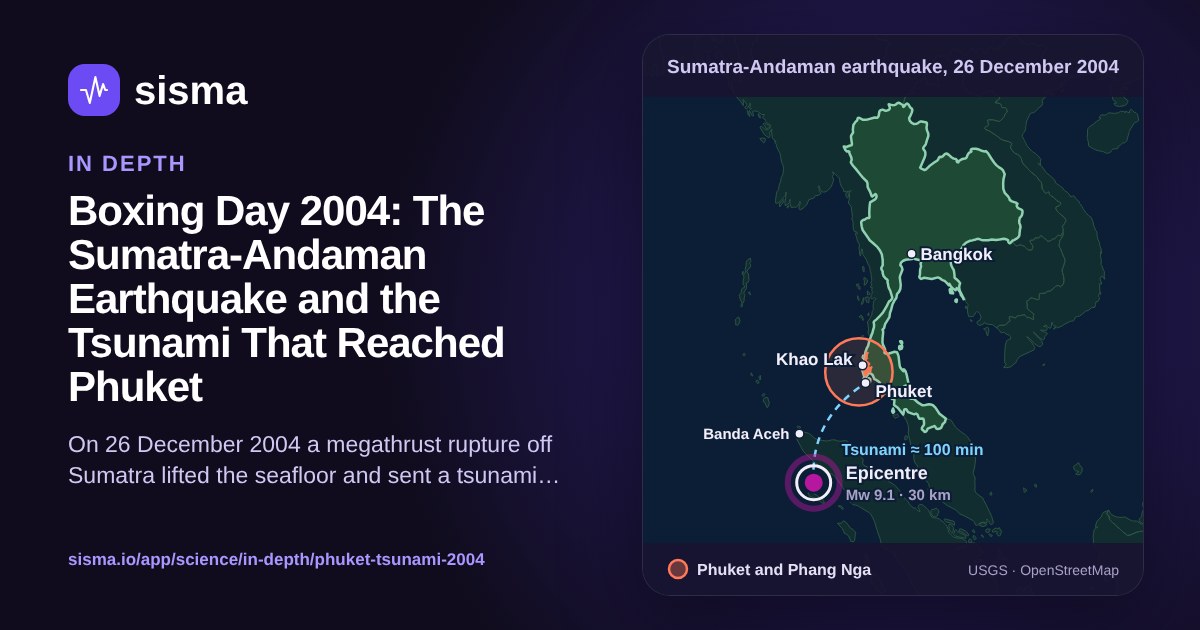 sisma
IN DEPTH
Boxing Day 2004: The
Sumatra-Andaman
Earthquake and the
Tsunami That Reached
Phuket
On 26 December 2004 a megathrust rupture off
Sumatra lifted the seafloor and sent a tsunami…
sisma.io/app/science/in-depth/phuket-tsunami-2004
Sumatra-Andaman earthquake, 26 December 2004
Bangkok
Khao Lak
Phuket
Banda Aceh
Tsunami ≈ 100 min
Epicentre
Mw 9.1 · 30 km
Phuket and Phang Nga
USGS · OpenStreetMap